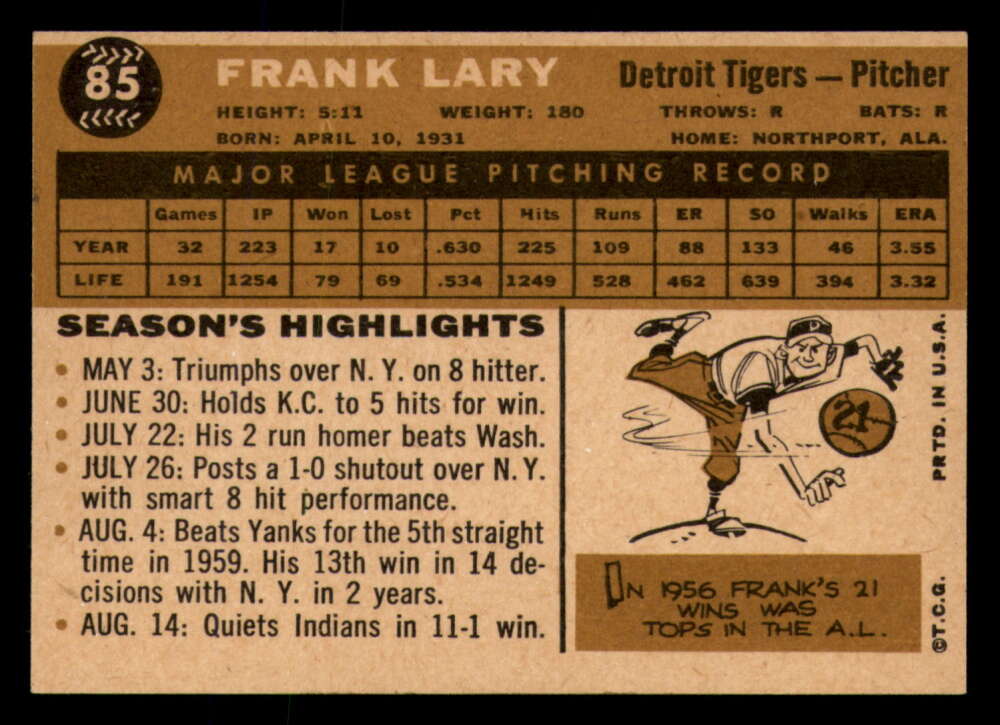 85
FRANK LARY
Detroit Tigers — Pitcher
HEIGHT: 5:11 WEIGHT: 180 THROWS: R BATS: R
BORN: APRIL 10, 1931 HOME: NORTHPORT, ALA.
MAJOR LEAGUE PITCHING RECORD
Games IP Won Lost Pct Hits Runs ER SO Walks ERA
YEAR 32 223 17 10 .630 225 109 88 133 46 3.55
LIFE 191 1254 79 69 .534 1249 528 462 639 394 3.32
SEASON'S HIGHLIGHTS
• MAY 3: Triumphs over N. Y. on 8 hitter.
• JUNE 30: Holds K.C. to 5 hits for win.
• JULY 22: His 2 run homer beats Wash.
• JULY 26: Posts a 1-0 shutout over N. Y.
with smart 8 hit performance.
• AUG. 4: Beats Yanks for the 5th straight
time in 1959. His 13th win in 14 de-
cisions with N. Y. in 2 years.
• AUG. 14: Quiets Indians in 11-1 win.
D
21
IN 1956 FRANK'S 21
WINS WAS
TOPS IN THE A.L.
©T.C.G. PRTD. IN U.S.A.